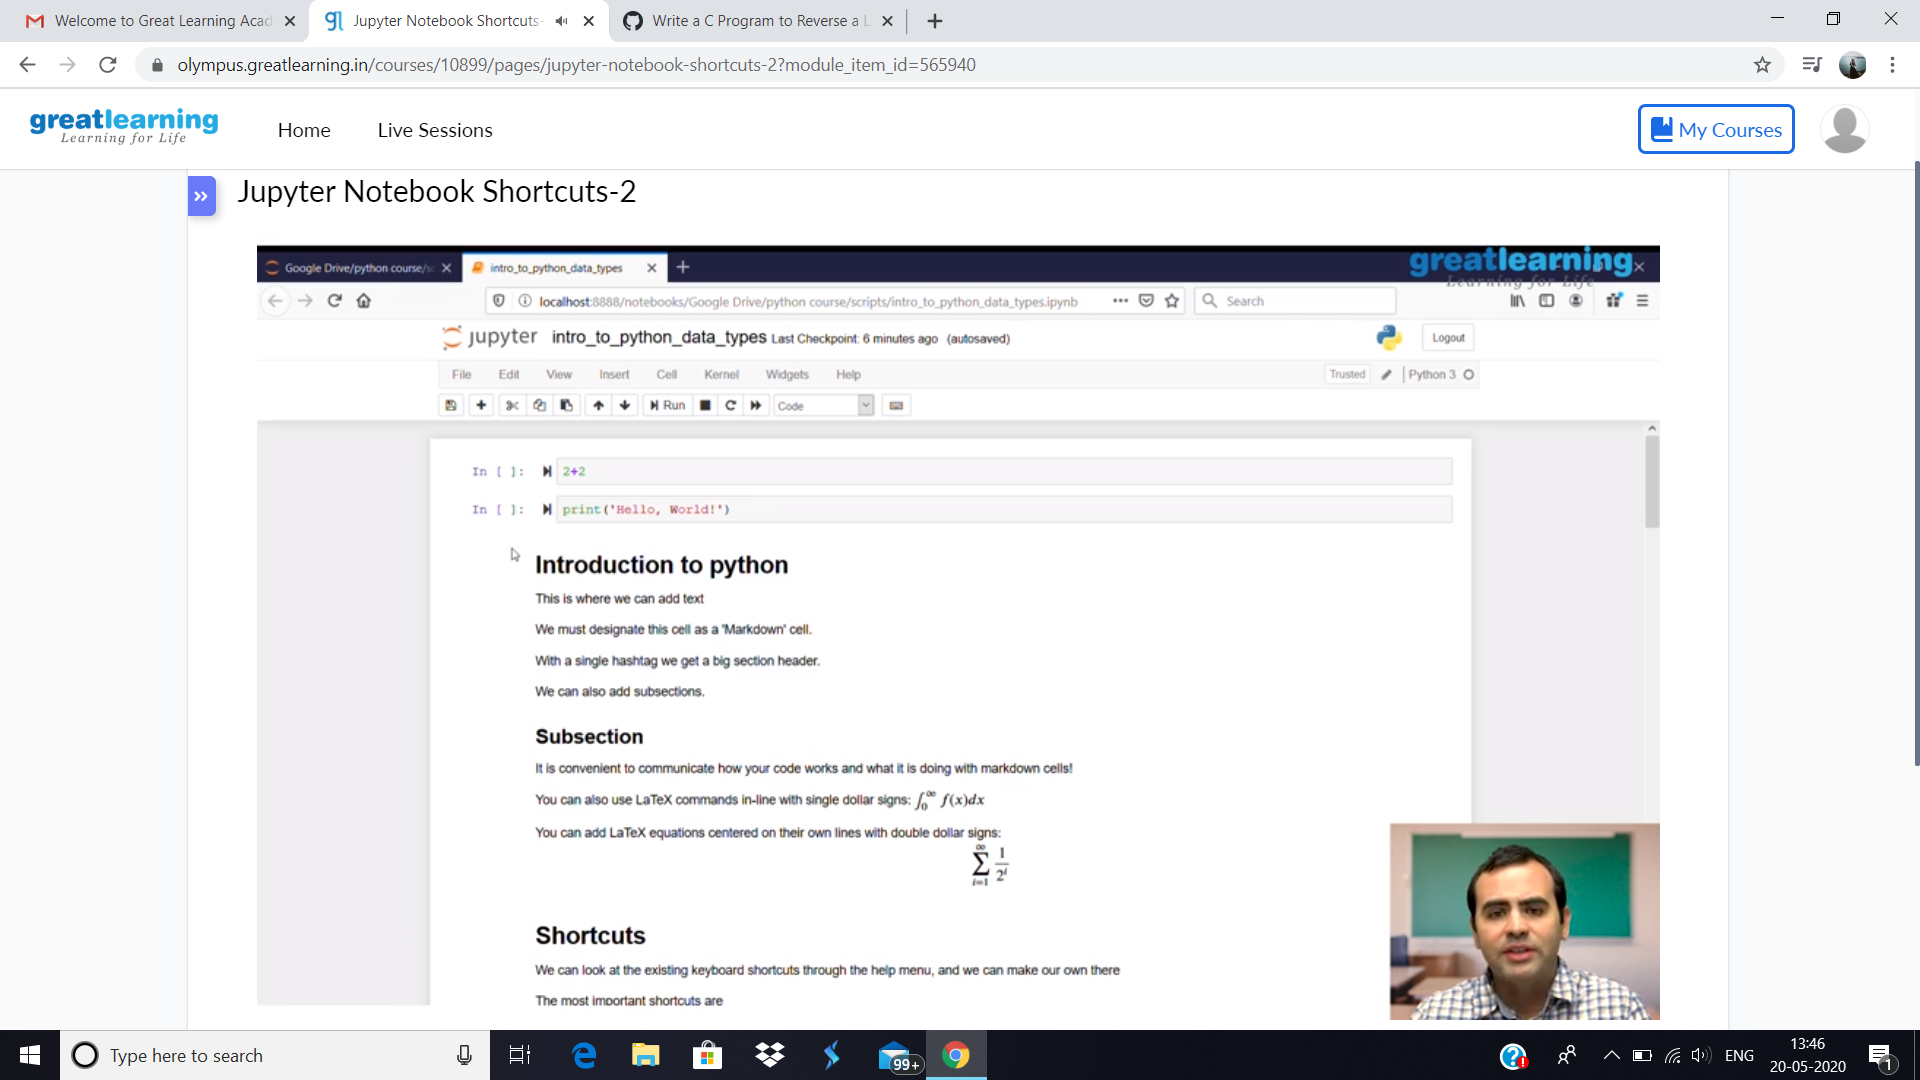 Welcome to Great Learning Acad
Jupyter Notebook Shortcuts-
Write a C Program to Reverse a L
olympus.greatlearning.in/courses/10899/pages/jupyter-notebook-shortcuts-2?module_item_id=565940
greatlearning
Learning for Life
Home
Live Sessions
My Courses
Jupyter Notebook Shortcuts-2
Google Drive/python course/s
intro_to_python_data_types
greatlearning
Learning for Life
localhost:8888/notebooks/Google Drive/python course/scripts/intro_to_python_data_types.ipynb
Search
jupyter intro_to_python_data_types Last Checkpoint: 6 minutes ago (autosaved)
Logout
File Edit View Insert Cell Kernel Widgets Help
Trusted
Python 3
Run
Code
In [ ]: 2+2
In [ ]: print('Hello, World!')
Introduction to python
This is where we can add text
We must designate this cell as a 'Markdown' cell.
With a single hashtag we get a big section header.
We can also add subsections.
Subsection
It is convenient to communicate how your code works and what it is doing with markdown cells!
You can also use LaTeX commands in-line with single dollar signs: ∫₀^∞ f(x)dx
You can add LaTeX equations centered on their own lines with double dollar signs:
∑_{i=1}^∞ 1/2^i
Shortcuts
We can look at the existing keyboard shortcuts through the help menu, and we can make our own there
The most important shortcuts are
Type here to search
99+
ENG
13:46
20-05-2020
1